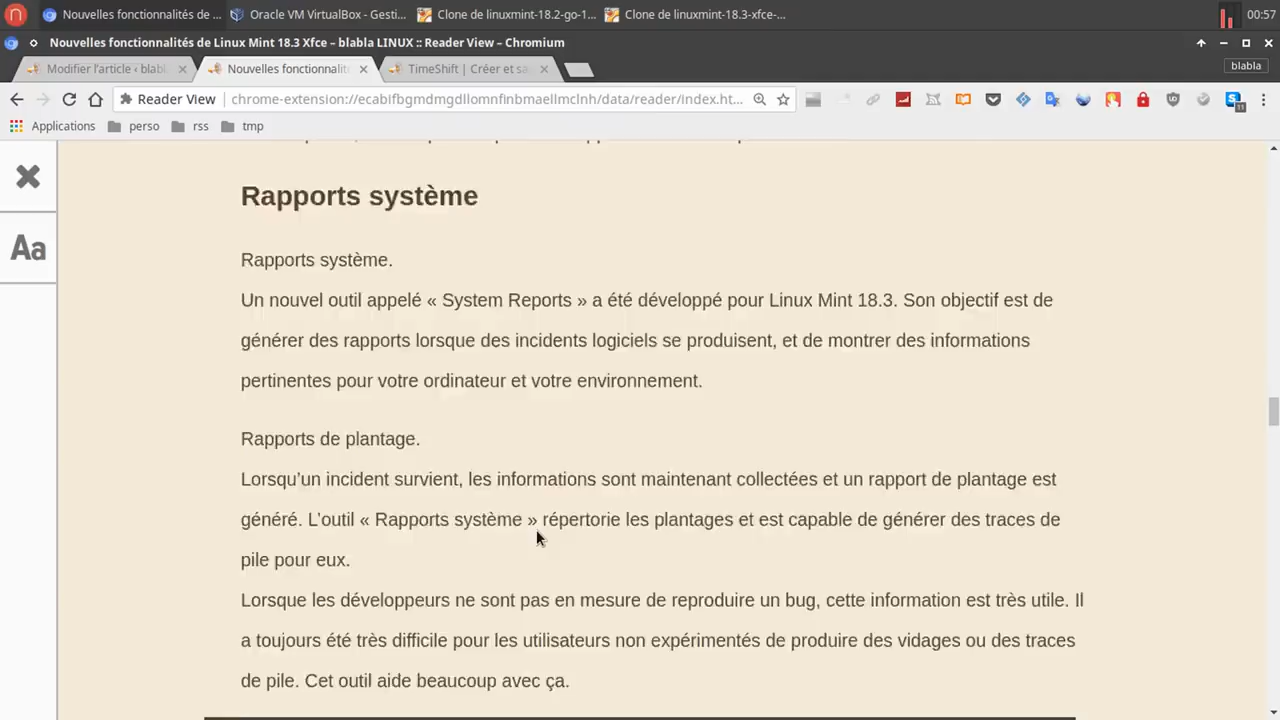 Nouvelles fonctionnalités de ...
Oracle VM VirtualBox - Gesti...
Clone de linuxmint-18.2-go-1...
Clone de linuxmint-18.3-xfce-...
00:57
Nouvelles fonctionnalités de Linux Mint 18.3 Xfce – blabla LINUX :: Reader View – Chromium
Modifier l'article ‹ blabl
Nouvelles fonctionnalit
TimeShift | Créer et sa
blabla
Reader View
chrome-extension://ecabifbgmdmgdllomnfinbmaellmclnh/data/reader/index.ht...
11
Applications
perso
rss
tmp
Aa
Rapports système
Rapports système.
Un nouvel outil appelé « System Reports » a été développé pour Linux Mint 18.3. Son objectif est de
générer des rapports lorsque des incidents logiciels se produisent, et de montrer des informations
pertinentes pour votre ordinateur et votre environnement.
Rapports de plantage.
Lorsqu’un incident survient, les informations sont maintenant collectées et un rapport de plantage est
généré. L’outil « Rapports système » répertorie les plantages et est capable de générer des traces de
pile pour eux.
Lorsque les développeurs ne sont pas en mesure de reproduire un bug, cette information est très utile. Il
a toujours été très difficile pour les utilisateurs non expérimentés de produire des vidages ou des traces
de pile. Cet outil aide beaucoup avec ça.